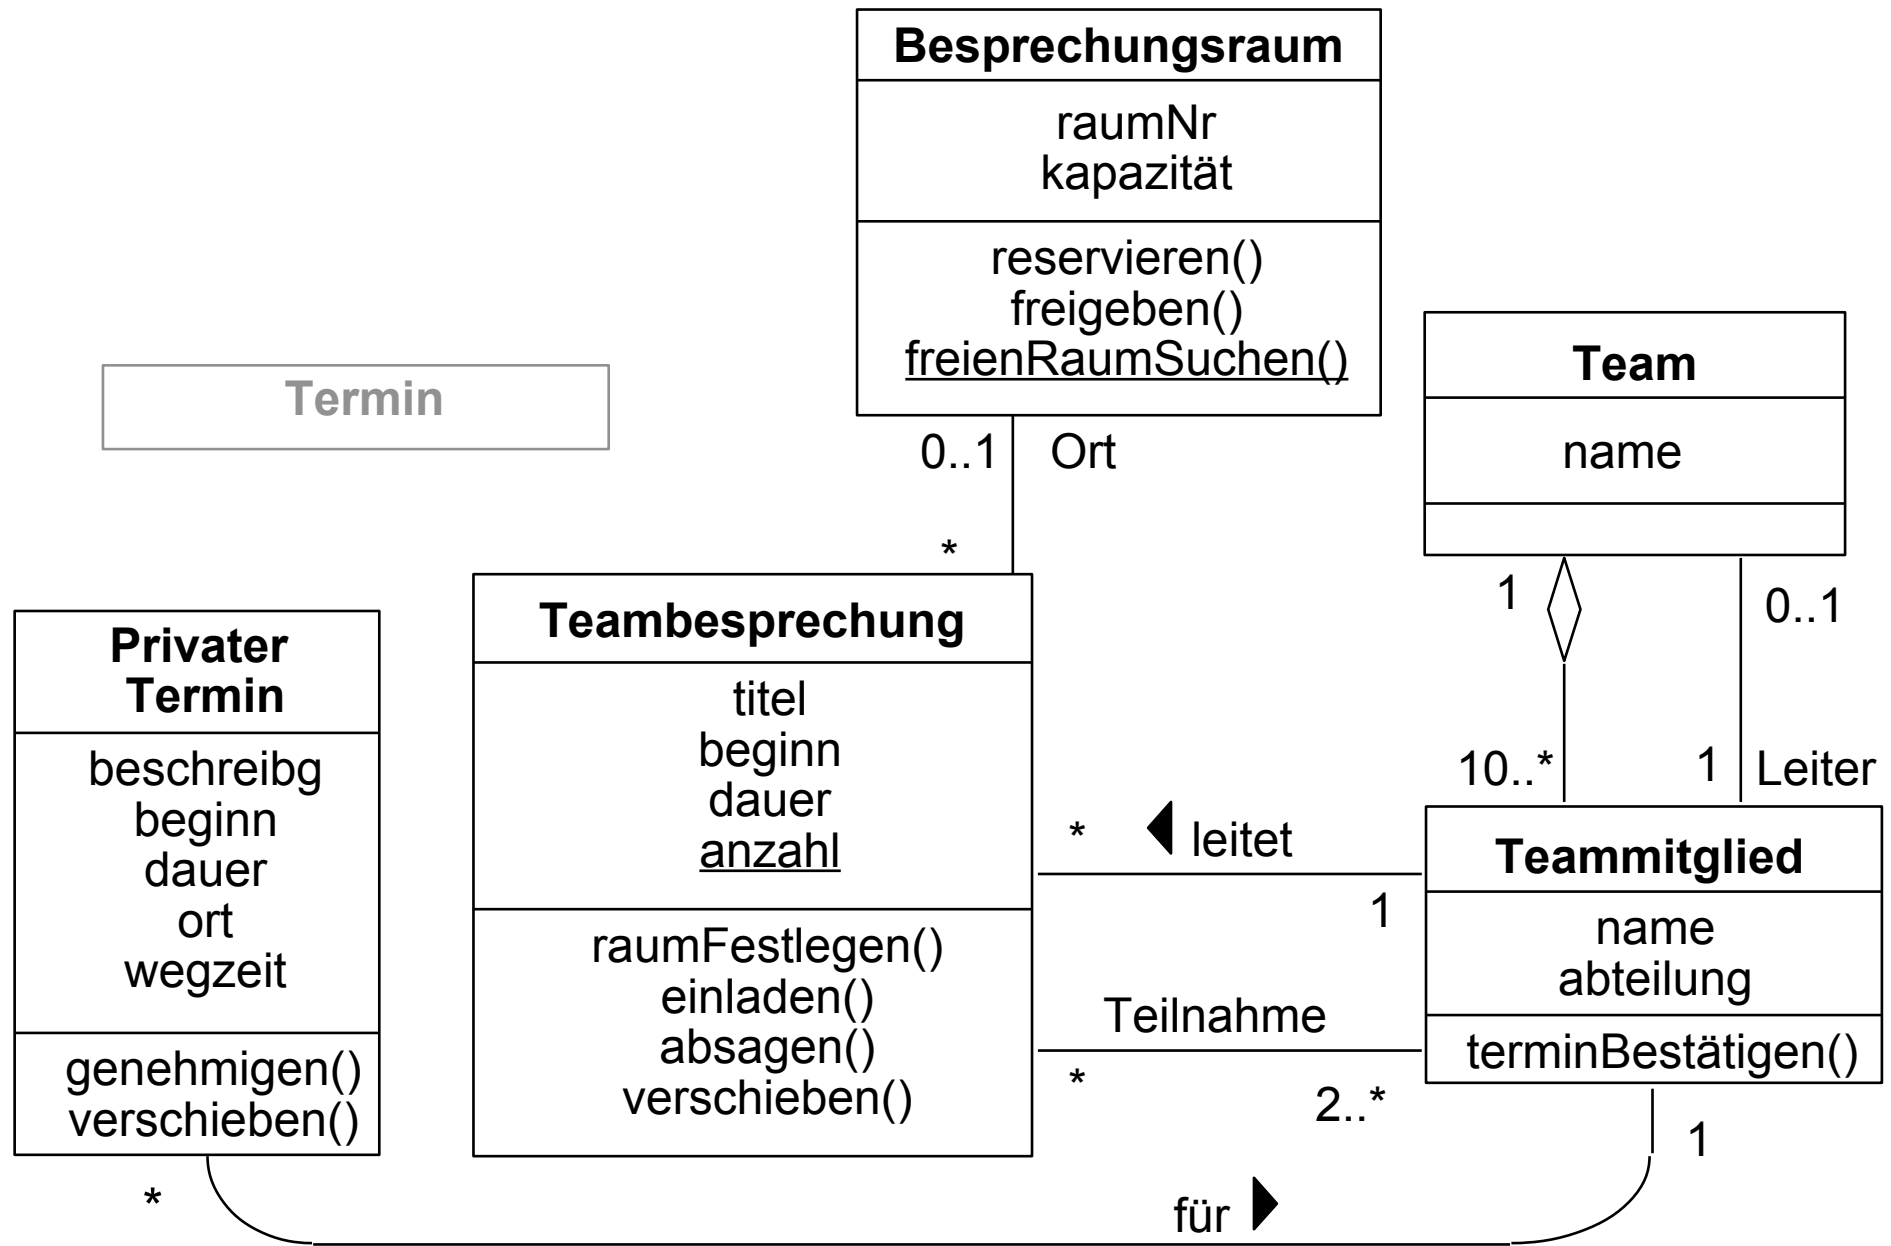 Besprechungsraum
raumNr
kapazität
reservieren()
freigeben()
freienRaumSuchen()
Team
name
Termin
0..1
Ort
*
1
0..1
Teambesprechung
titel
beginn
dauer
anzahl
raumFestlegen()
einladen()
absagen()
verschieben()
Privater
Termin
beschreibg
beginn
dauer
ort
wegzeit
genehmigen()
verschieben()
10..*
1
Leiter
*
leitet
1
Teammitglied
name
abteilung
terminBestätigen()
Teilnahme
*
2..*
1
*
für